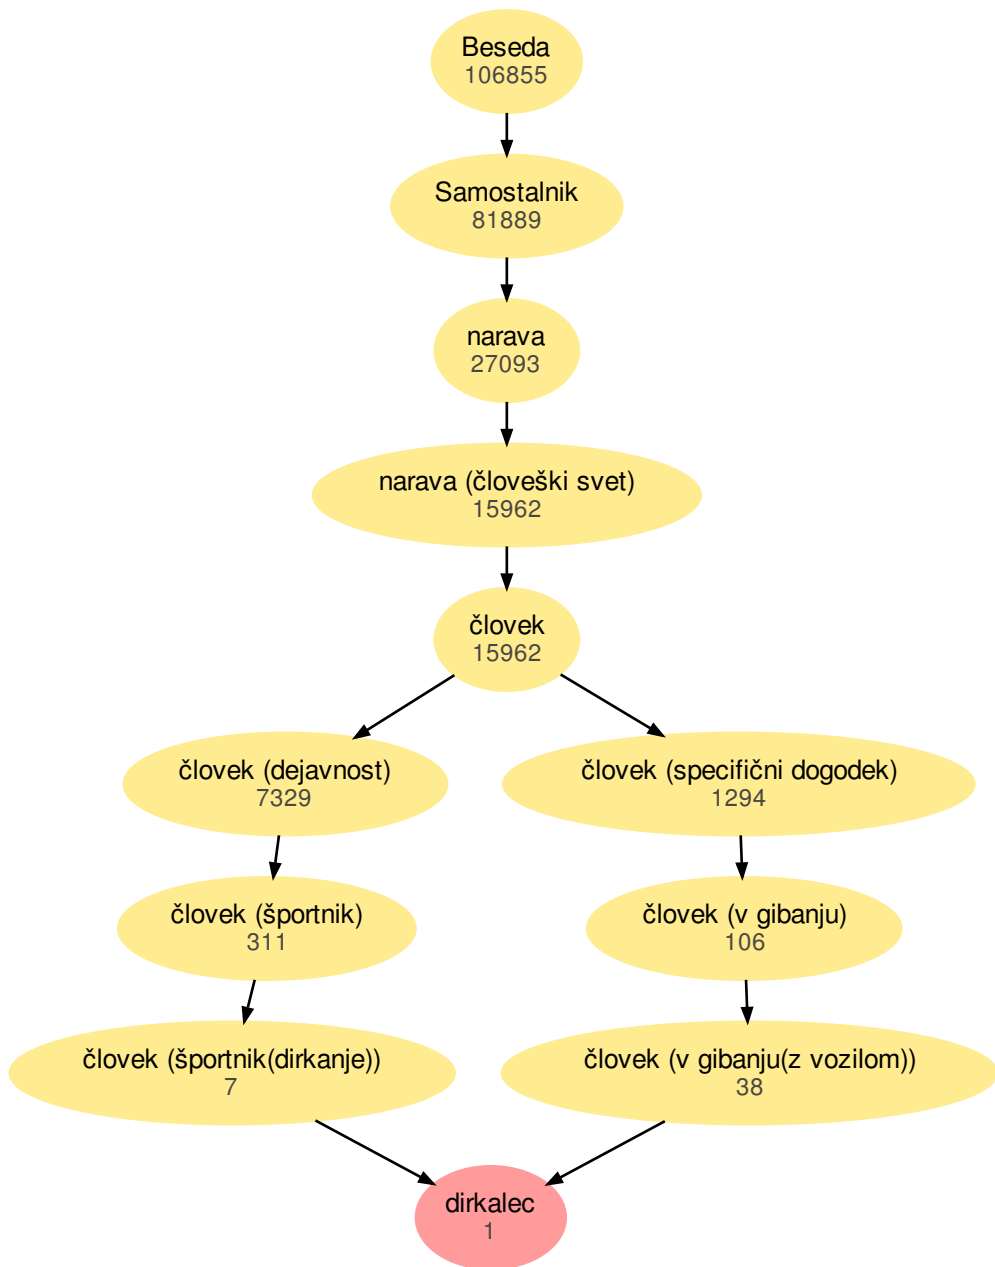 Beseda
106855
Samostalnik
81889
narava
27093
narava (človeški svet)
15962
človek
15962
človek (dejavnost)
7329
človek (specifični dogodek)
1294
človek (športnik)
311
človek (v gibanju)
106
človek (športnik(dirkanje))
7
človek (v gibanju(z vozilom))
38
dirkalec
1